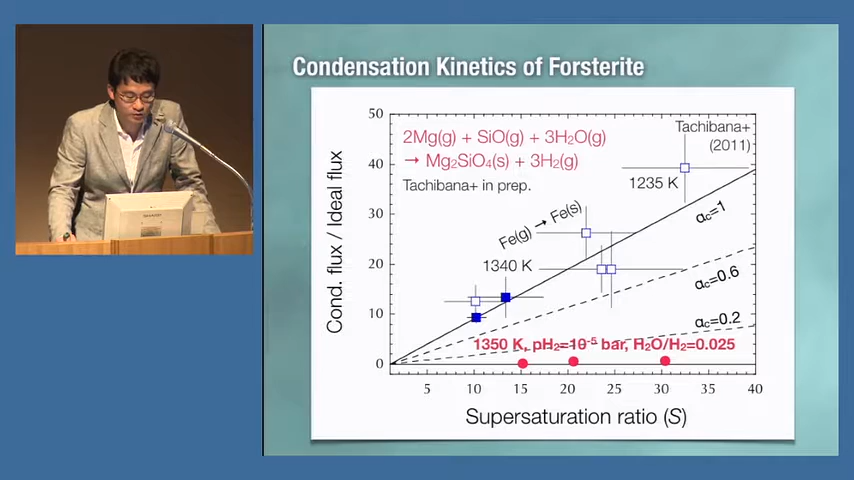 Condensation Kinetics of Forsterite
50
40
30
20
10
0
5
10
15
20
25
30
35
40
Cond. flux / Ideal flux
Supersaturation ratio (S)
2Mg(g) + SiO(g) + 3H₂O(g)
→ Mg₂SiO₄(s) + 3H₂(g)
Tachibana+ in prep.
Tachibana+
(2011)
1235 K
Fe(g) → Fe(s)
1340 K
αc=1
αc=0.6
αc=0.2
1350 K, pH₂=10⁻⁵ bar, H₂O/H₂=0.025